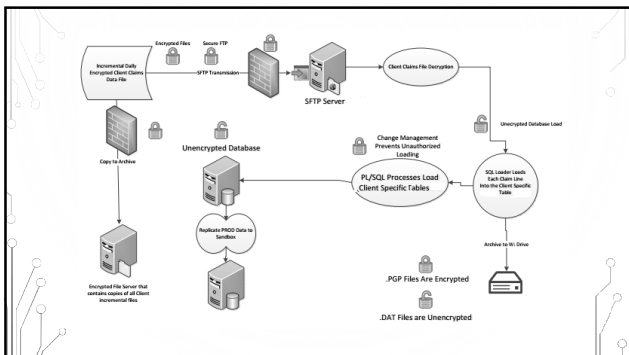 Encrypted Files
Secure FTP
Incremental Daily
Encrypted Client Claims
Data File
SFTP Transmission
SFTP Server
Client Claims File Decryption
Unecrypted Database Load
Copy to Archive
Unencrypted Database
Change Management
Prevents Unauthorized
Loading
PL/SQL Processes Load
Client Specific Tables
SQL Loader Loads
Each Claim Line
Into the Client Specific
Table
Replicate PROD Data to
Sandbox
Archive to W: Drive
Encrypted File Server that
contains copies of all Client
incremental files.
.PGP Files Are Encrypted
.DAT Files are Unencrypted